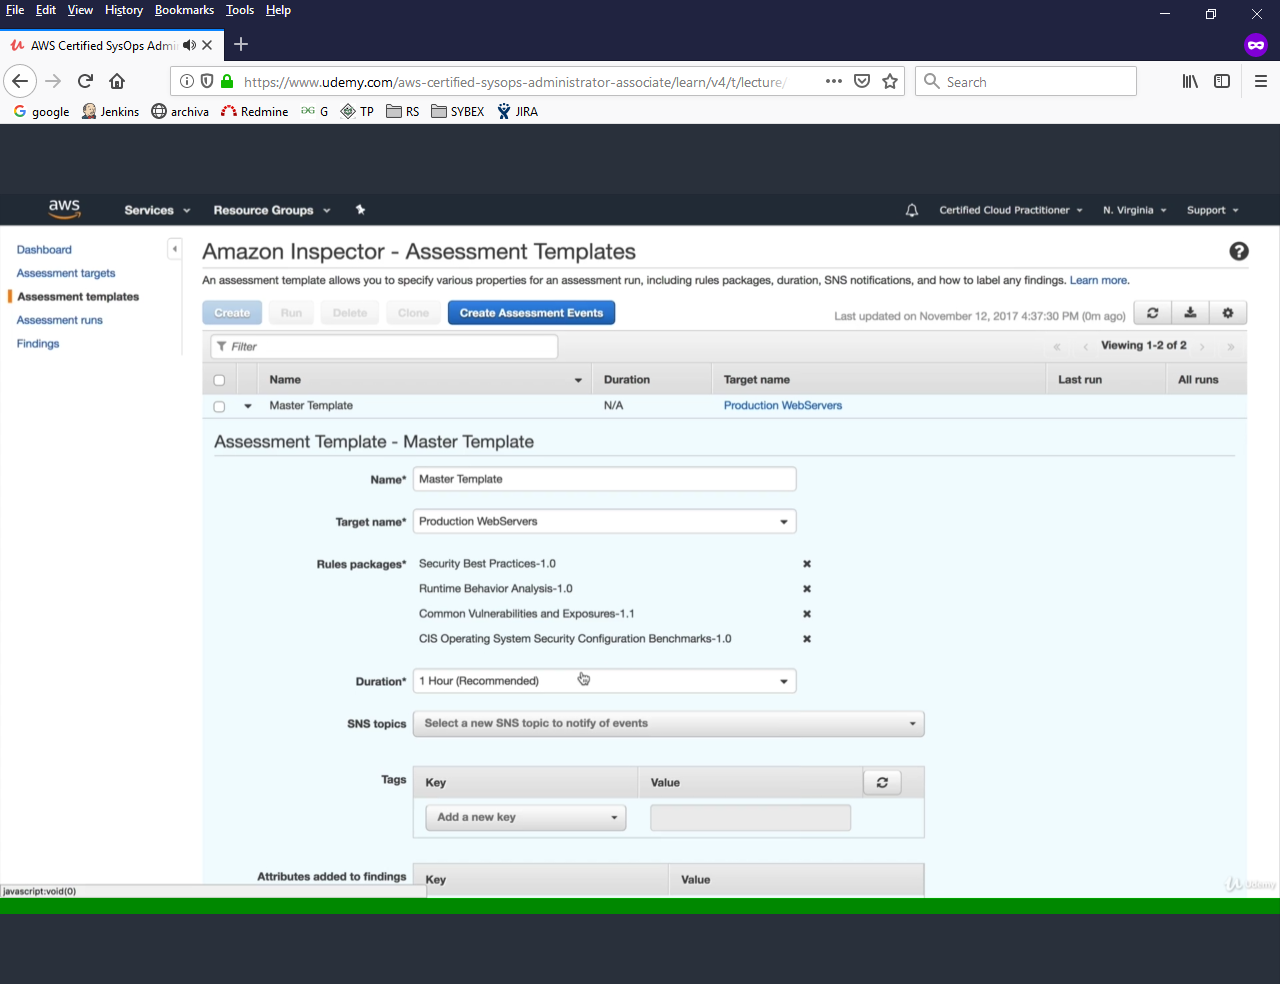 File Edit View History Bookmarks Tools Help
AWS Certified SysOps Admi
https://www.udemy.com/aws-certified-sysops-administrator-associate/learn/v4/t/lecture/
Search
google Jenkins archiva Redmine G TP RS SYBEX JIRA
aws Services Resource Groups Certified Cloud Practitioner N. Virginia Support
Dashboard
Assessment targets
Assessment templates
Assessment runs
Findings
Amazon Inspector - Assessment Templates
An assessment template allows you to specify various properties for an assessment run, including rules packages, duration, SNS notifications, and how to label any findings. Learn more.
Create Run Delete Clone Create Assessment Events Last updated on November 12, 2017 4:37:30 PM (0m ago)
Filter Viewing 1-2 of 2
Name Duration Target name Last run All runs
Master Template N/A Production WebServers
Assessment Template - Master Template
Name* Master Template
Target name* Production WebServers
Rules packages* Security Best Practices-1.0
Runtime Behavior Analysis-1.0
Common Vulnerabilities and Exposures-1.1
CIS Operating System Security Configuration Benchmarks-1.0
Duration* 1 Hour (Recommended)
SNS topics Select a new SNS topic to notify of events
Tags Key Value
Add a new key
Attributes added to findings Key Value
javascript:void(0)
Udemy